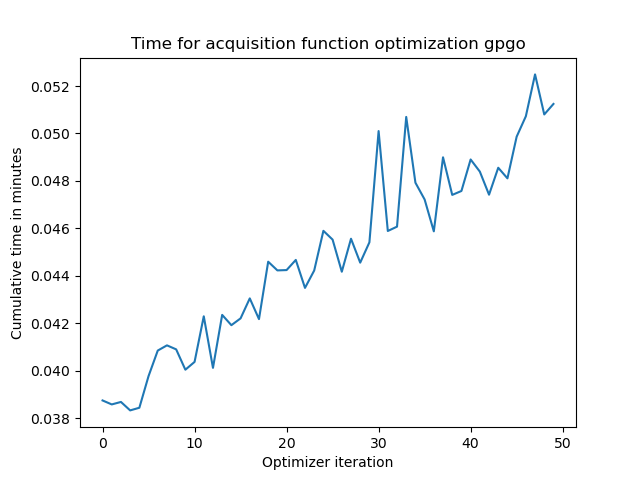 Time for acquisition function optimization gpgo
0.052
0.050
0.048
0.046
0.044
0.042
0.040
0.038
Cumulative time in minutes
0 10 20 30 40 50
Optimizer iteration